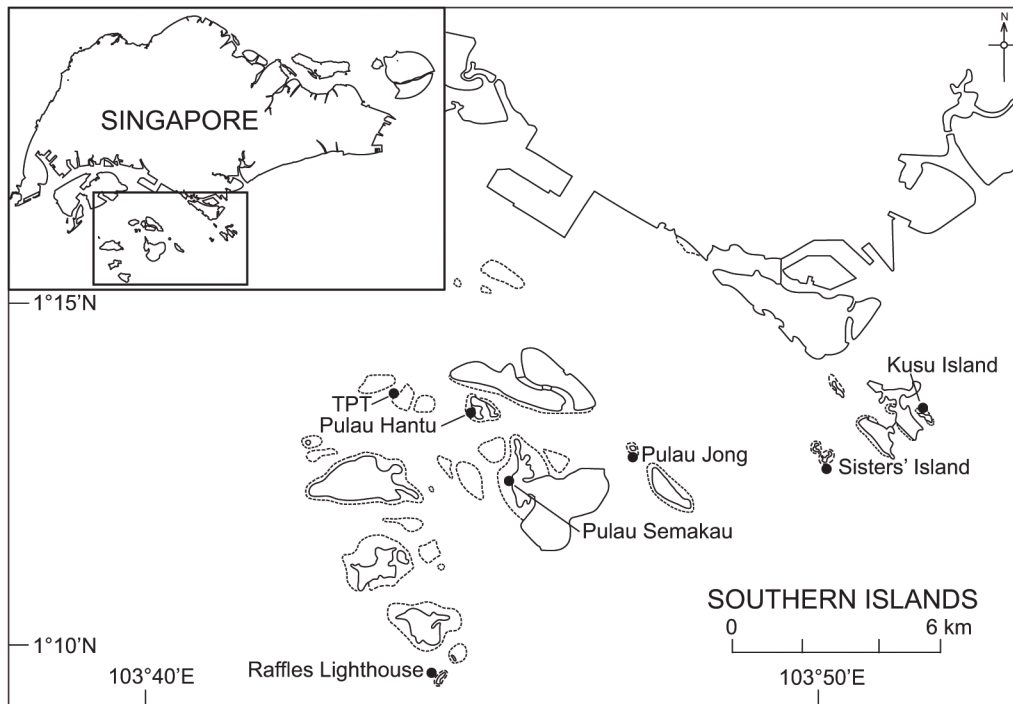 N
SINGAPORE
1°15'N
Kusu Island
TPT
Pulau Hantu
Pulau Jong
Sisters' Island
Pulau Semakau
SOUTHERN ISLANDS
0 6 km
1°10'N
Raffles Lighthouse
103°40'E 103°50'E